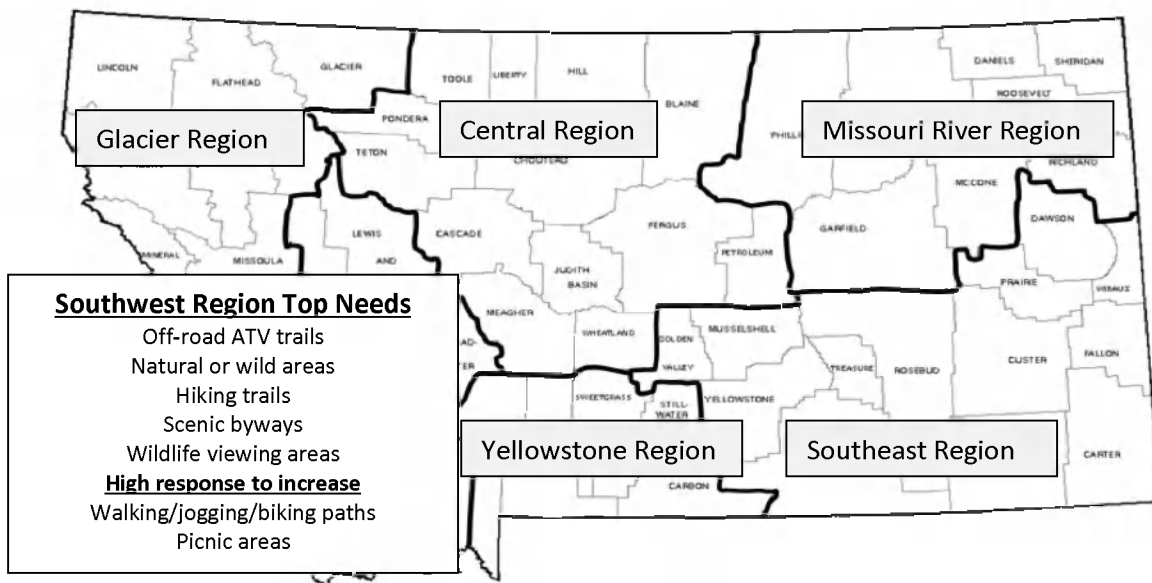 LINCOLN
FLATHEAD
GLACIER
TOOLE
LIBERTY
HILL
BLAINE
DANIELS
SHERIDAN
ROOSEVELT
PONDERA
Glacier Region
Central Region
Missouri River Region
TETON
CHOUTEAU
RICHLAND
MCCONE
DAWSON
LEWIS
AND
CASCADE
FERGUS
PETROLEUM
GARFIELD
MINERAL
MISSOULA
JUDITH
BASIN
PRAIRIE
WIBAUX
Southwest Region Top Needs
Off-road ATV trails
Natural or wild areas
Hiking trails
Scenic byways
Wildlife viewing areas
High response to increase
Walking/jogging/biking paths
Picnic areas
MEAGHER
WHEATLAND
GOLDEN
VALLEY
MUSSELSHELL
TREASURE
ROSEBUD
CUSTER
FALLON
SWEETGRASS
STILL-
WATER
YELLOWSTONE
Yellowstone Region
Southeast Region
CARBON
CARTER